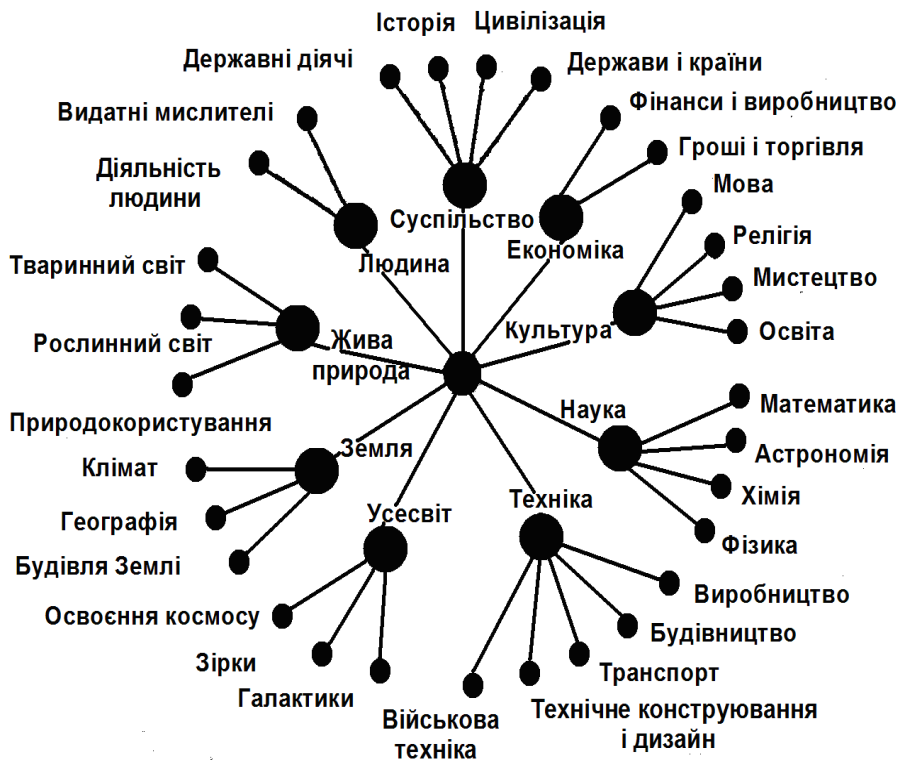 Історія
Цивілізація
Державні діячі
Держави і країни
Видатні мислителі
Фінанси і виробництво
Діяльність
людини
Гроші і торгівля
Мова
Суспільство
Релігія
Економіка
Людина
Тваринний світ
Мистецтво
Культура
Освіта
Рослинний світ
Жива
природа
Наука
Математика
Природокористування
Земля
Астрономія
Клімат
Хімія
Техніка
Усесвіт
Географія
Фізика
Будівля Землі
Виробництво
Освоєння космосу
Будівництво
Зірки
Транспорт
Галактики
Військова
техніка
Технічне конструювання
і дизайн